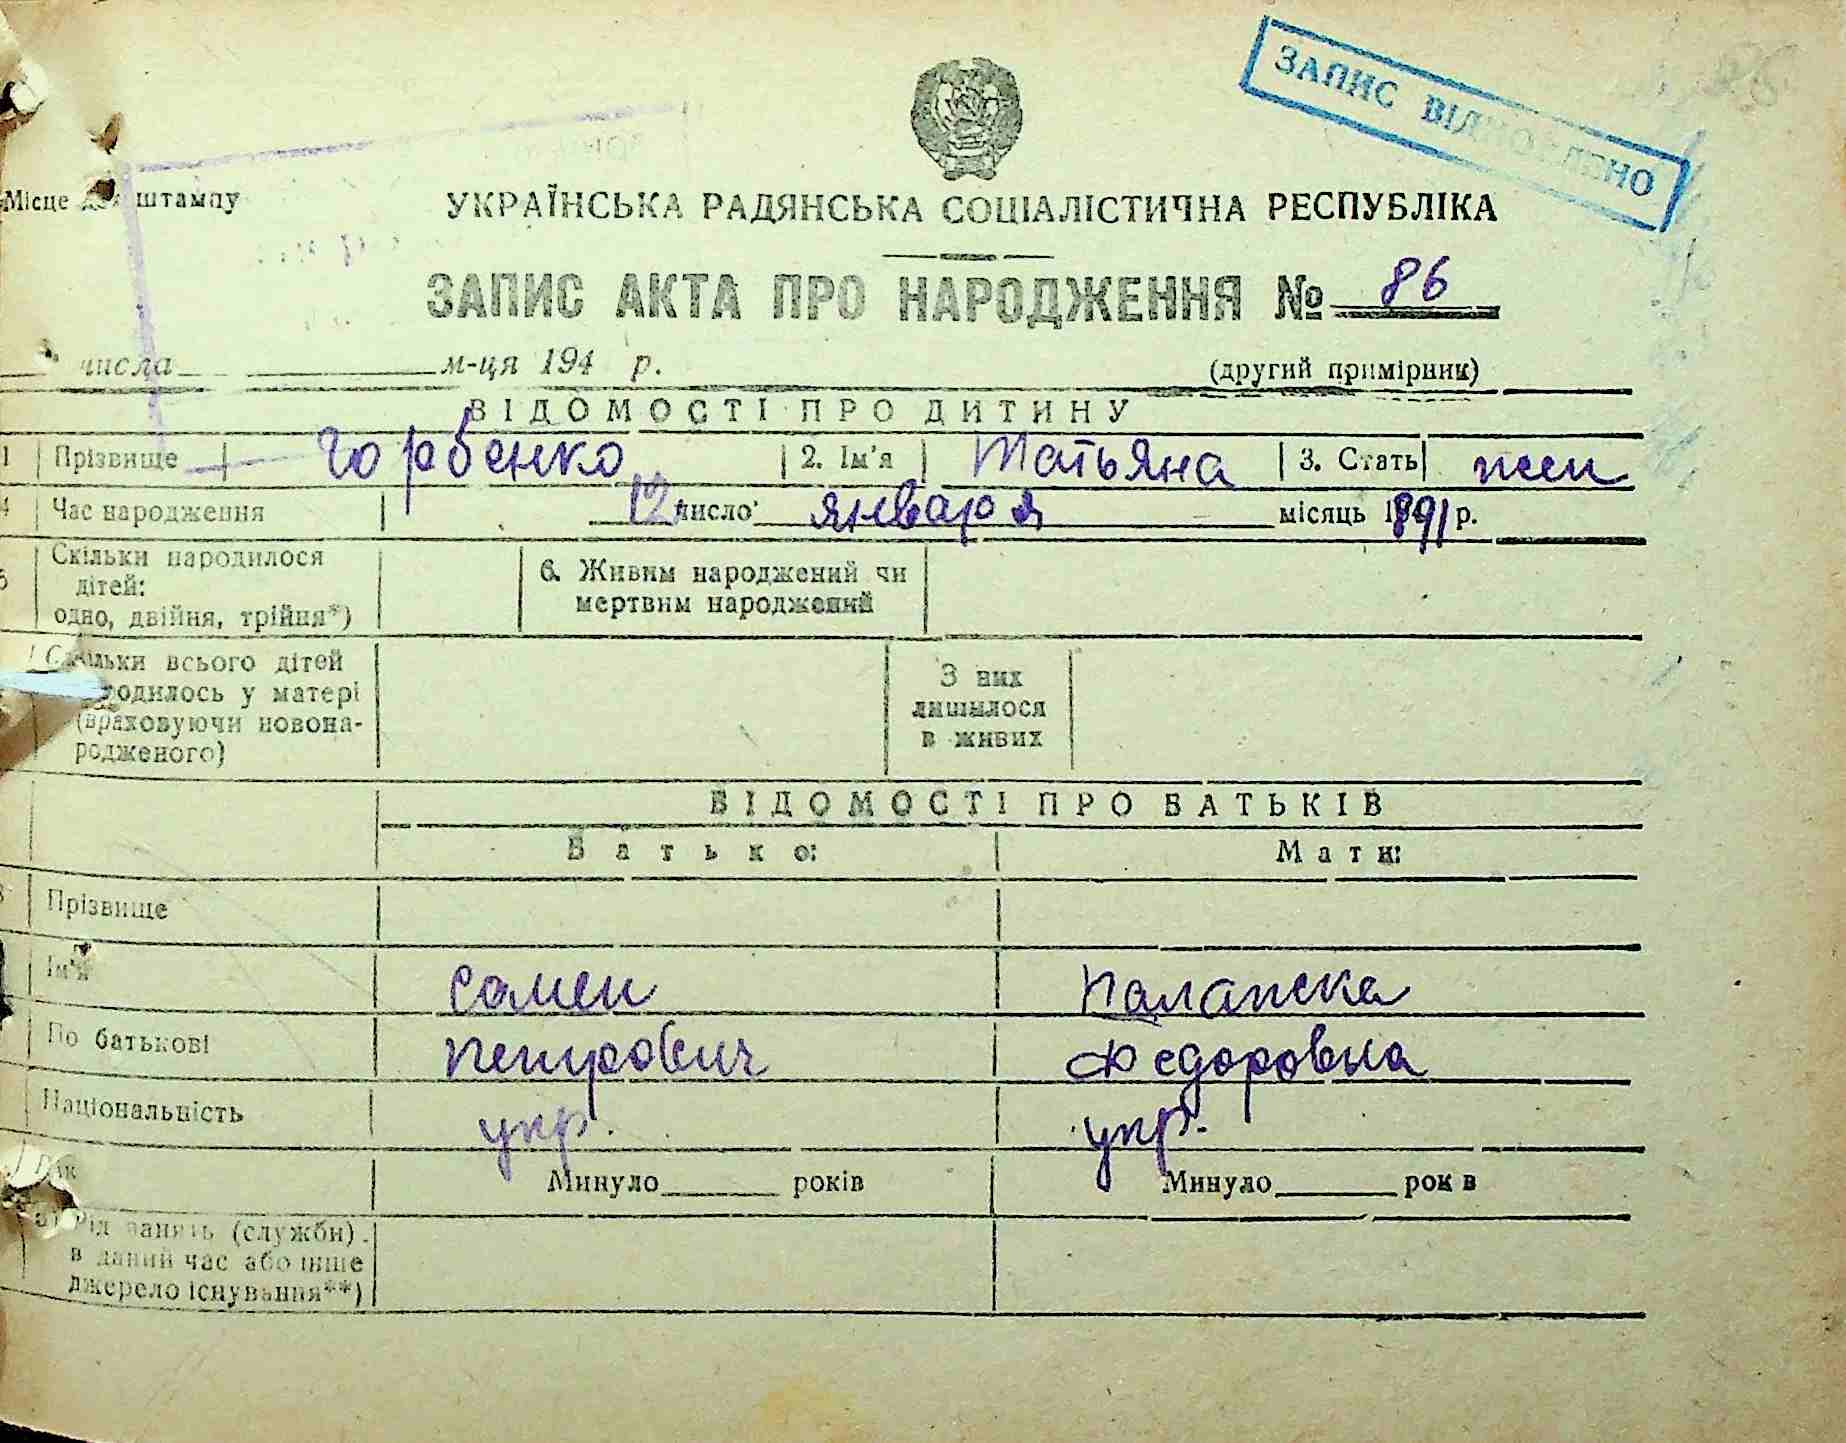 ЗАПИС ВІДНОВЛЕНО
Місце для штампу
УКРАЇНСЬКА РАДЯНСЬКА СОЦІАЛІСТИЧНА РЕСПУБЛІКА
ЗАПИС АКТА ПРО НАРОДЖЕННЯ № 86
числа м-ця 194 р. (другий примірник)
ВІДОМОСТІ ПРО ДИТИНУ
1 Прізвище Горбенко 2. Ім'я Татьяна 3. Стать жен
4 Час народження 12 число января місяць 1891 р.
5 Скільки народилося дітей: одно, двійня, трійня*) 6. Живим народжений чи мертвим народжений
Скільки всього дітей народилось у матері (враховуючи новонародженого) З них лишилося в живих
ВІДОМОСТІ ПРО БАТЬКІВ
Батько: Мати:
8 Прізвище
Ім'я Семен Палажка
По батькові Петрович Федоровна
Національність укр. укр.
Вік Минуло років Минуло років
Рід занять (служби) в даний час або інше джерело існування**)